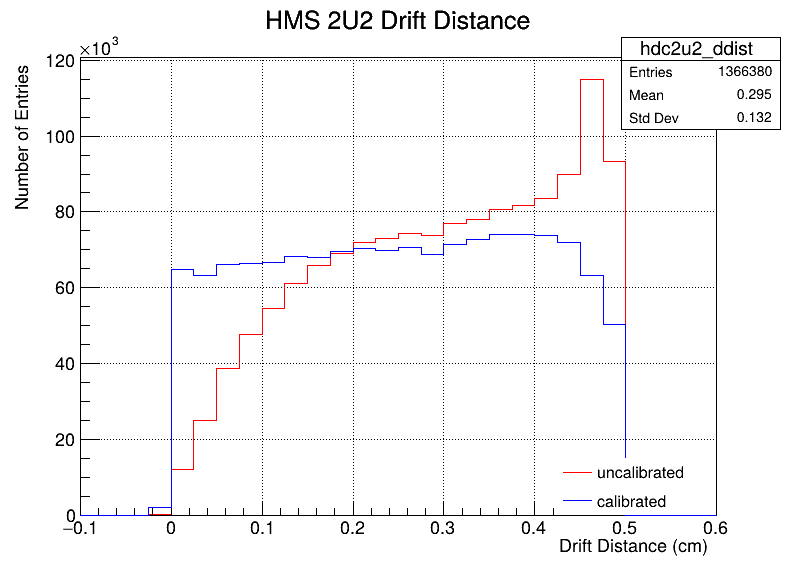 HMS 2U2 Drift Distance
×10³
hdc2u2_ddist
Entries 1366380
Mean 0.295
Std Dev 0.132
Number of Entries
120
100
80
60
40
20
0
−0.1 0 0.1 0.2 0.3 0.4 0.5 0.6
uncalibrated
calibrated
Drift Distance (cm)